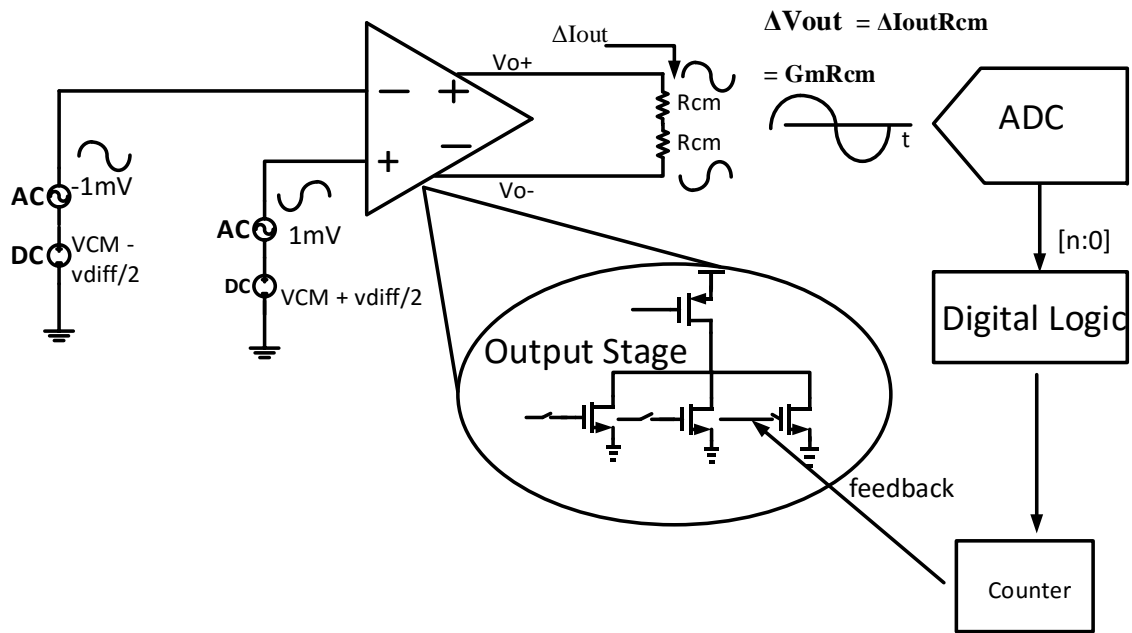 ΔIout
ΔVout = ΔIoutRcm
= GmRcm
Vo+
Rcm
Rcm
Vo-
t
ADC
−
+
−
+
AC
-1mV
DC
VCM -
vdiff/2
AC
1mV
DC
VCM + vdiff/2
[n:0]
Digital Logic
Output Stage
feedback
Counter